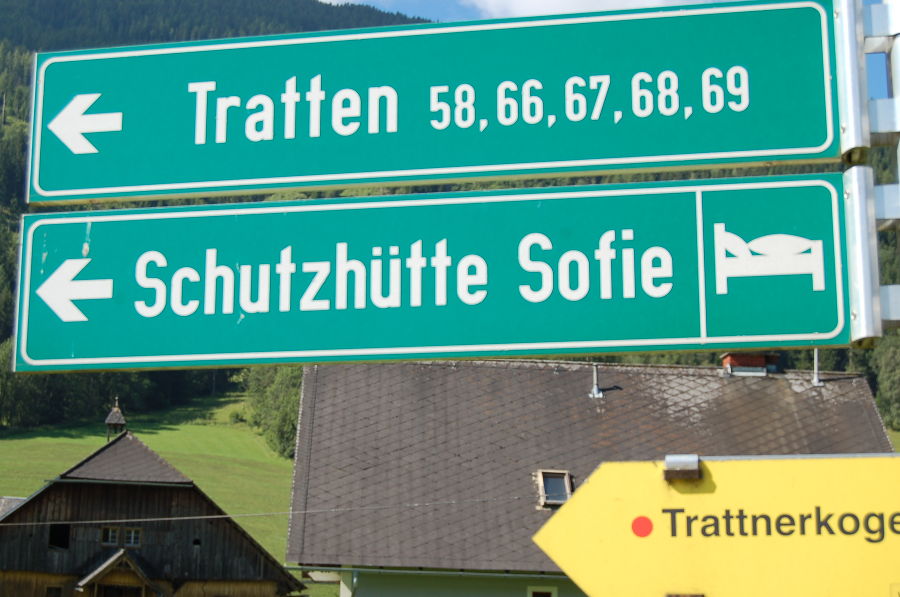 Tratten 58, 66, 67, 68, 69
Schutzhütte Sofie